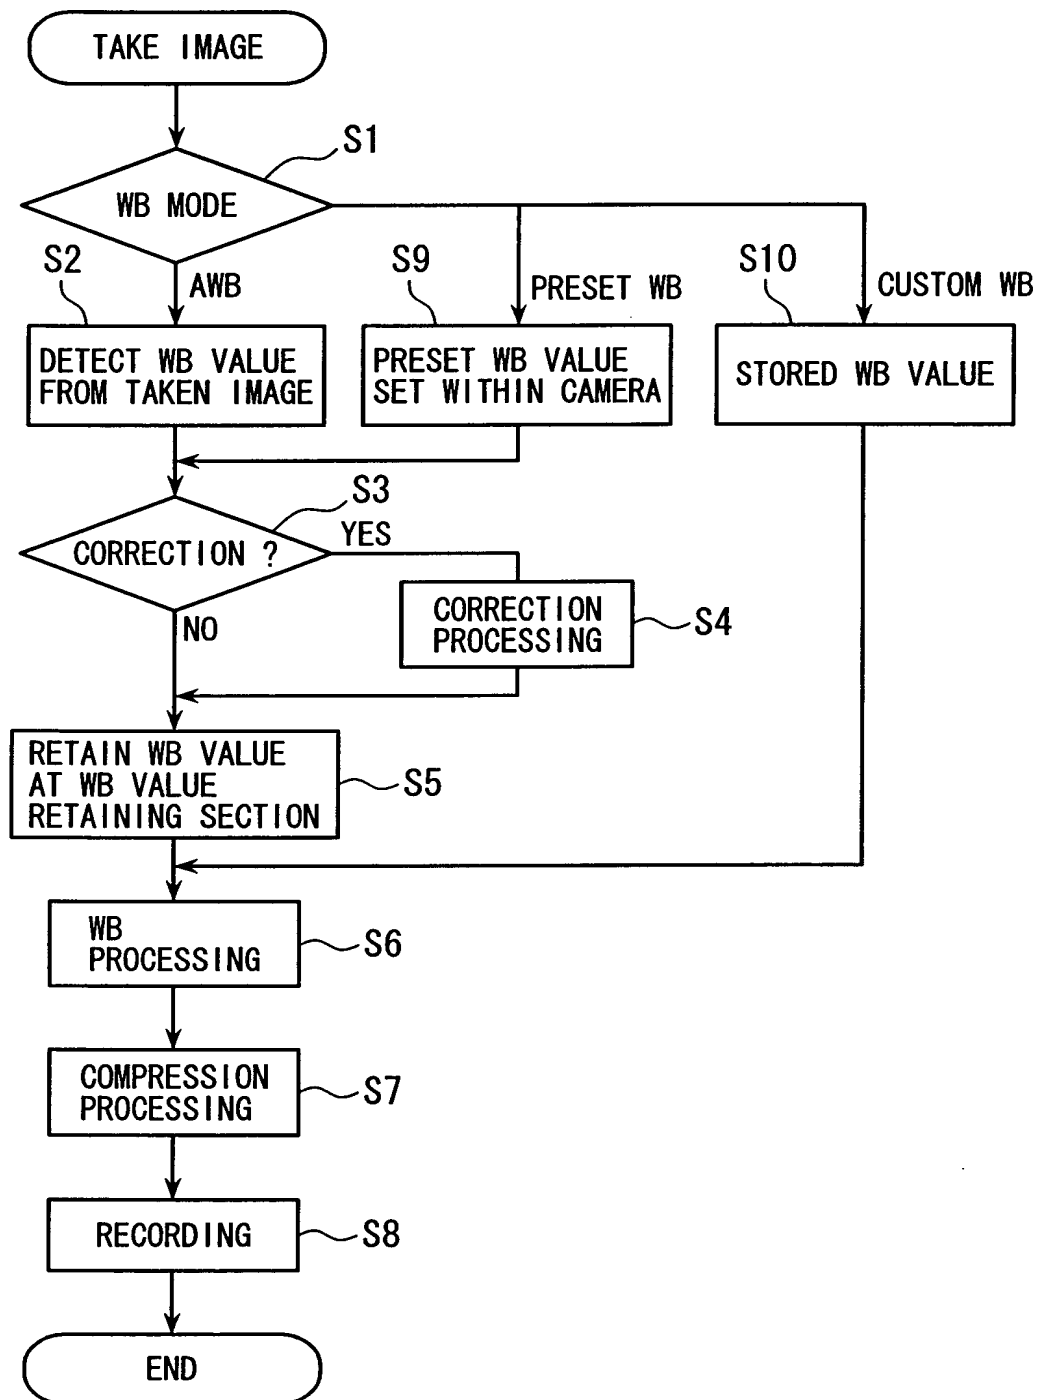 TAKE IMAGE
S1
WB MODE
S2
AWB
S9
PRESET WB
S10
CUSTOM WB
DETECT WB VALUE
FROM TAKEN IMAGE
PRESET WB VALUE
SET WITHIN CAMERA
STORED WB VALUE
S3
CORRECTION ?
YES
NO
CORRECTION
PROCESSING
S4
RETAIN WB VALUE
AT WB VALUE
RETAINING SECTION
S5
WB
PROCESSING
S6
COMPRESSION
PROCESSING
S7
RECORDING
S8
END